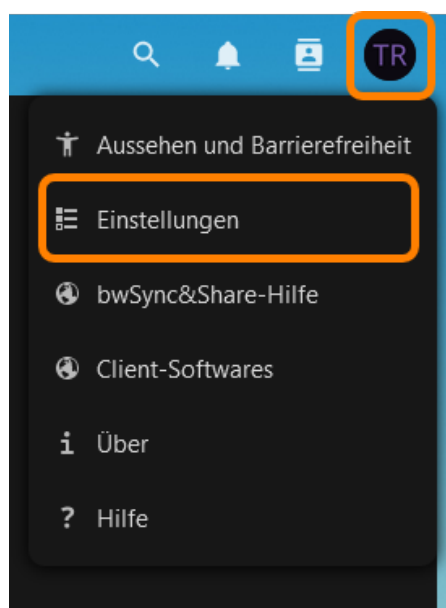 TR
Aussehen und Barrierefreiheit
Einstellungen
bwSync&Share-Hilfe
Client-Softwares
Über
Hilfe